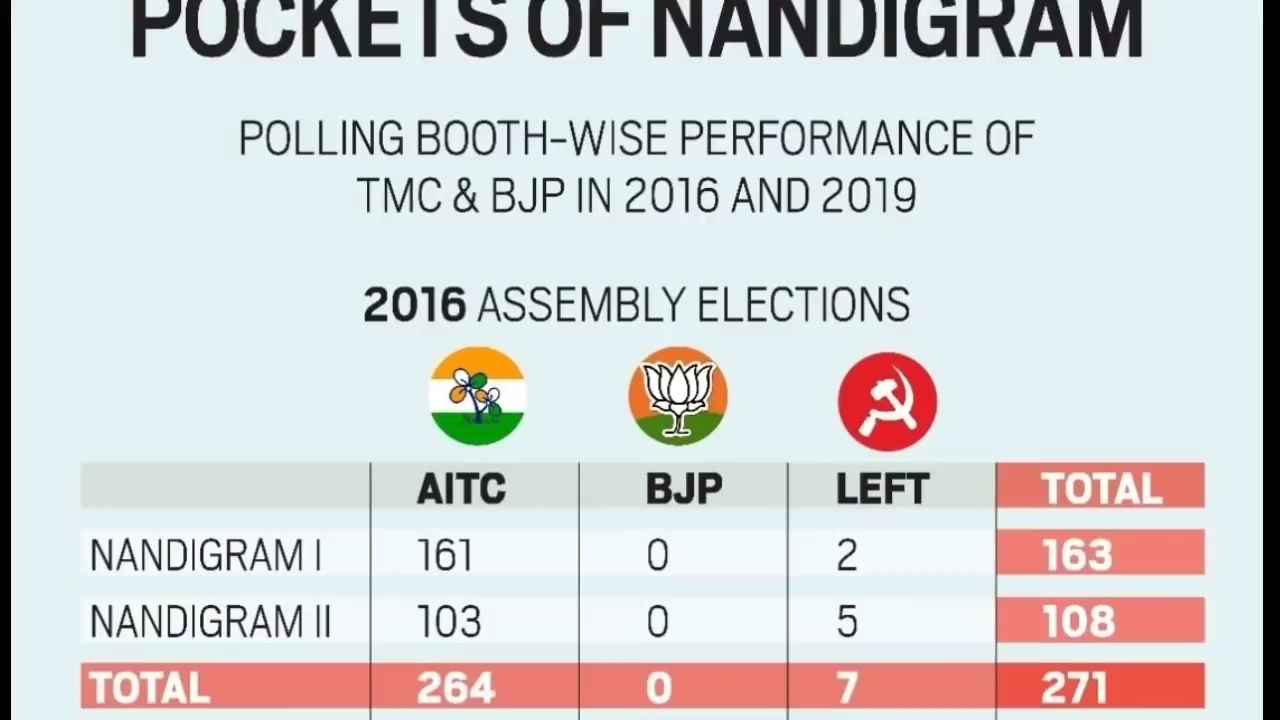 POCKETS OF NANDIGRAM
POLLING BOOTH-WISE PERFORMANCE OF
TMC & BJP IN 2016 AND 2019
2016 ASSEMBLY ELECTIONS
AITC BJP LEFT TOTAL
NANDIGRAM I 161 0 2 163
NANDIGRAM II 103 0 5 108
TOTAL 264 0 7 271